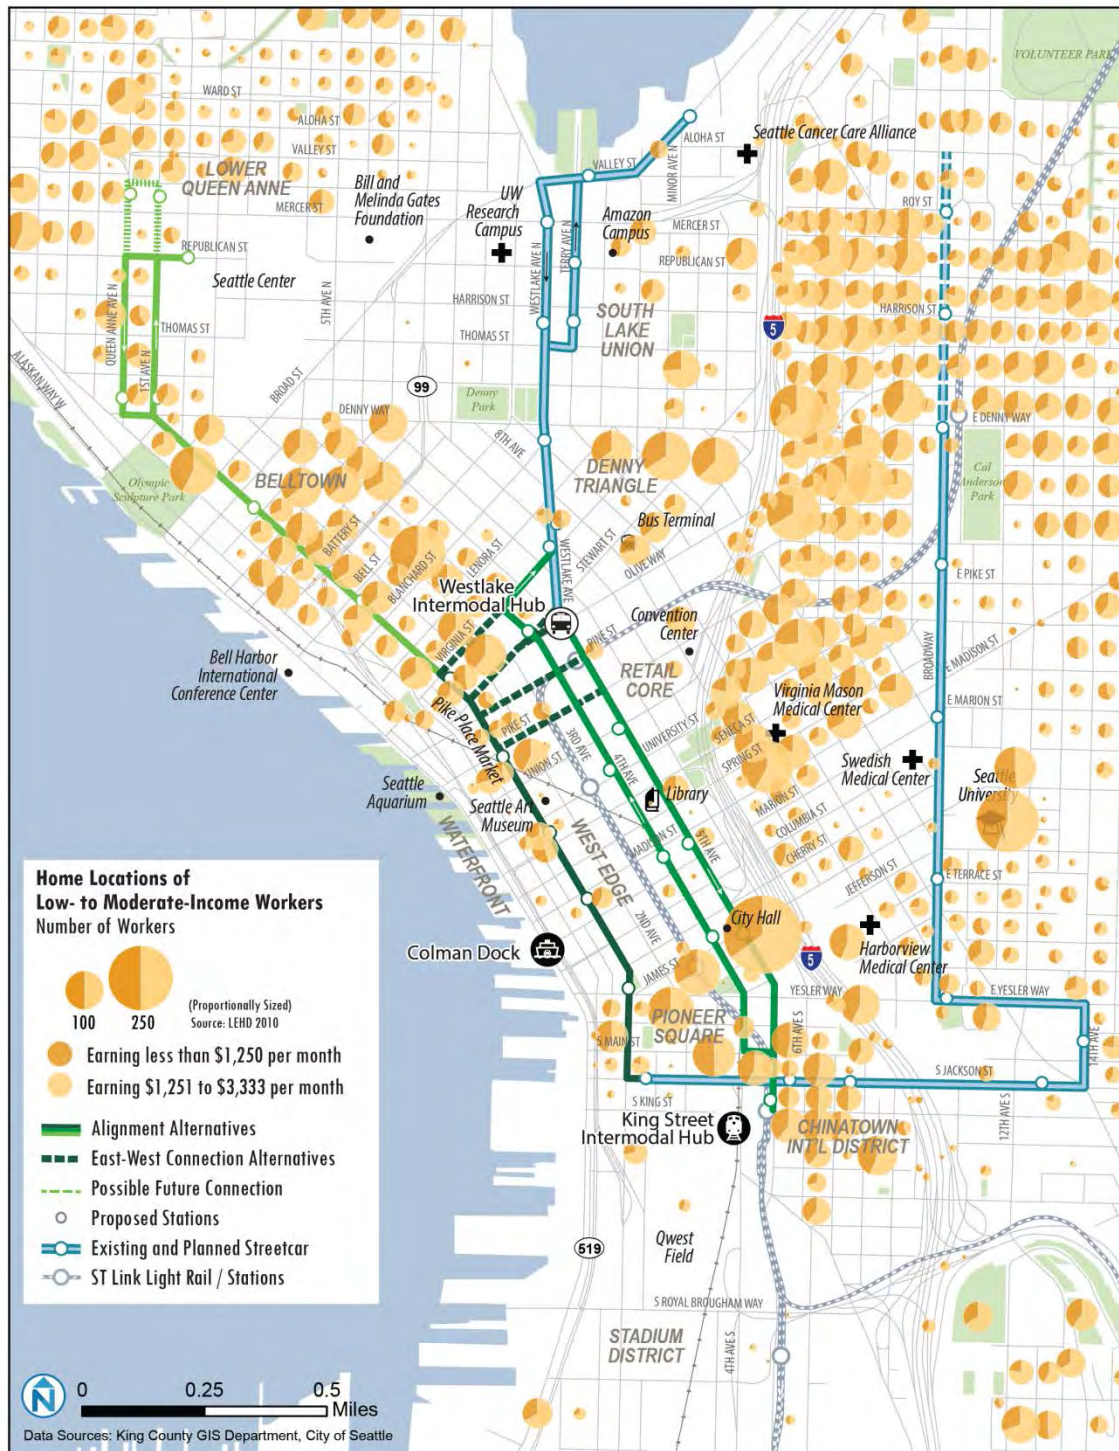 VOLUNTEER PARK
WARD ST
ALOHA ST
VALLEY ST
LOWER
QUEEN ANNE
MERCER ST
Bill and
Melinda Gates
Foundation
UW
Research
Campus
VALLEY ST
MINOR AVE N
ALOHA ST
Seattle Cancer Care Alliance
Amazon
Campus
MERCER ST
REPUBLICAN ST
ROY ST
REPUBLICAN ST
Seattle Center
WESTLAKE AVE N
TERRY AVE N
HARRISON ST
THOMAS ST
SOUTH
LAKE
UNION
5
HARRISON ST
QUEEN ANNE AVE N
1ST AVE N
THOMAS ST
5TH AVE N
BROAD ST
ALASKAN WAY W
99
Denny
Park
DENNY WAY
8TH AVE
E DENNY WAY
Cal
Anderson
Park
Olympic
Sculpture Park
BELLTOWN
DENNY
TRIANGLE
BATTERY ST
BELL ST
BLANCHARD ST
LENORA ST
VIRGINIA ST
Bus Terminal
STEWART ST
OLIVE WAY
WESTLAKE AVE
Westlake
Intermodal Hub
PINE ST
Convention
Center
E PIKE ST
BROADWAY
E MADISON ST
E MARION ST
Bell Harbor
International
Conference Center
Pike Place Market
PIKE ST
RETAIL
CORE
UNIVERSITY ST
SENECA ST
SPRING ST
Virginia Mason
Medical Center
Swedish
Medical Center
Seattle
University
UNION ST
3RD AVE
4TH AVE
Seattle
Aquarium
Seattle Art
Museum
Library
MARION ST
COLUMBIA ST
CHERRY ST
WATERFRONT
WEST EDGE
MADISON ST
5TH AVE
JEFFERSON ST
E TERRACE ST
2ND AVE
City Hall
5
Harborview
Medical Center
Colman Dock
JAMES ST
YESLER WAY
E YESLER WAY
PIONEER
SQUARE
S MAIN ST
6TH AVE S
14TH AVE
S JACKSON ST
S KING ST
12TH AVE S
King Street
Intermodal Hub
CHINATOWN
INT'L DISTRICT
519
Qwest
Field
S ROYAL BROUGHAM WAY
STADIUM
DISTRICT
4TH AVE S
Home Locations of
Low- to Moderate-Income Workers
Number of Workers
100
250
(Proportionally Sized)
Source: LEHD 2010
Earning less than $1,250 per month
Earning $1,251 to $3,333 per month
Alignment Alternatives
East-West Connection Alternatives
Possible Future Connection
Proposed Stations
Existing and Planned Streetcar
ST Link Light Rail / Stations
N
0 0.25 0.5
Miles
Data Sources: King County GIS Department, City of Seattle